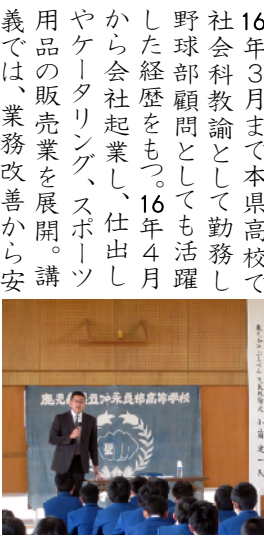 16年3月まで本県高校で
社会科教諭として勤務し
野球部顧問としても活躍
した経歴をもつ。16年4月
から会社起業し、仕出し
やケータリング、スポーツ
用品の販売業を展開。講
義では、業務改善から安
沖永良部高等学校